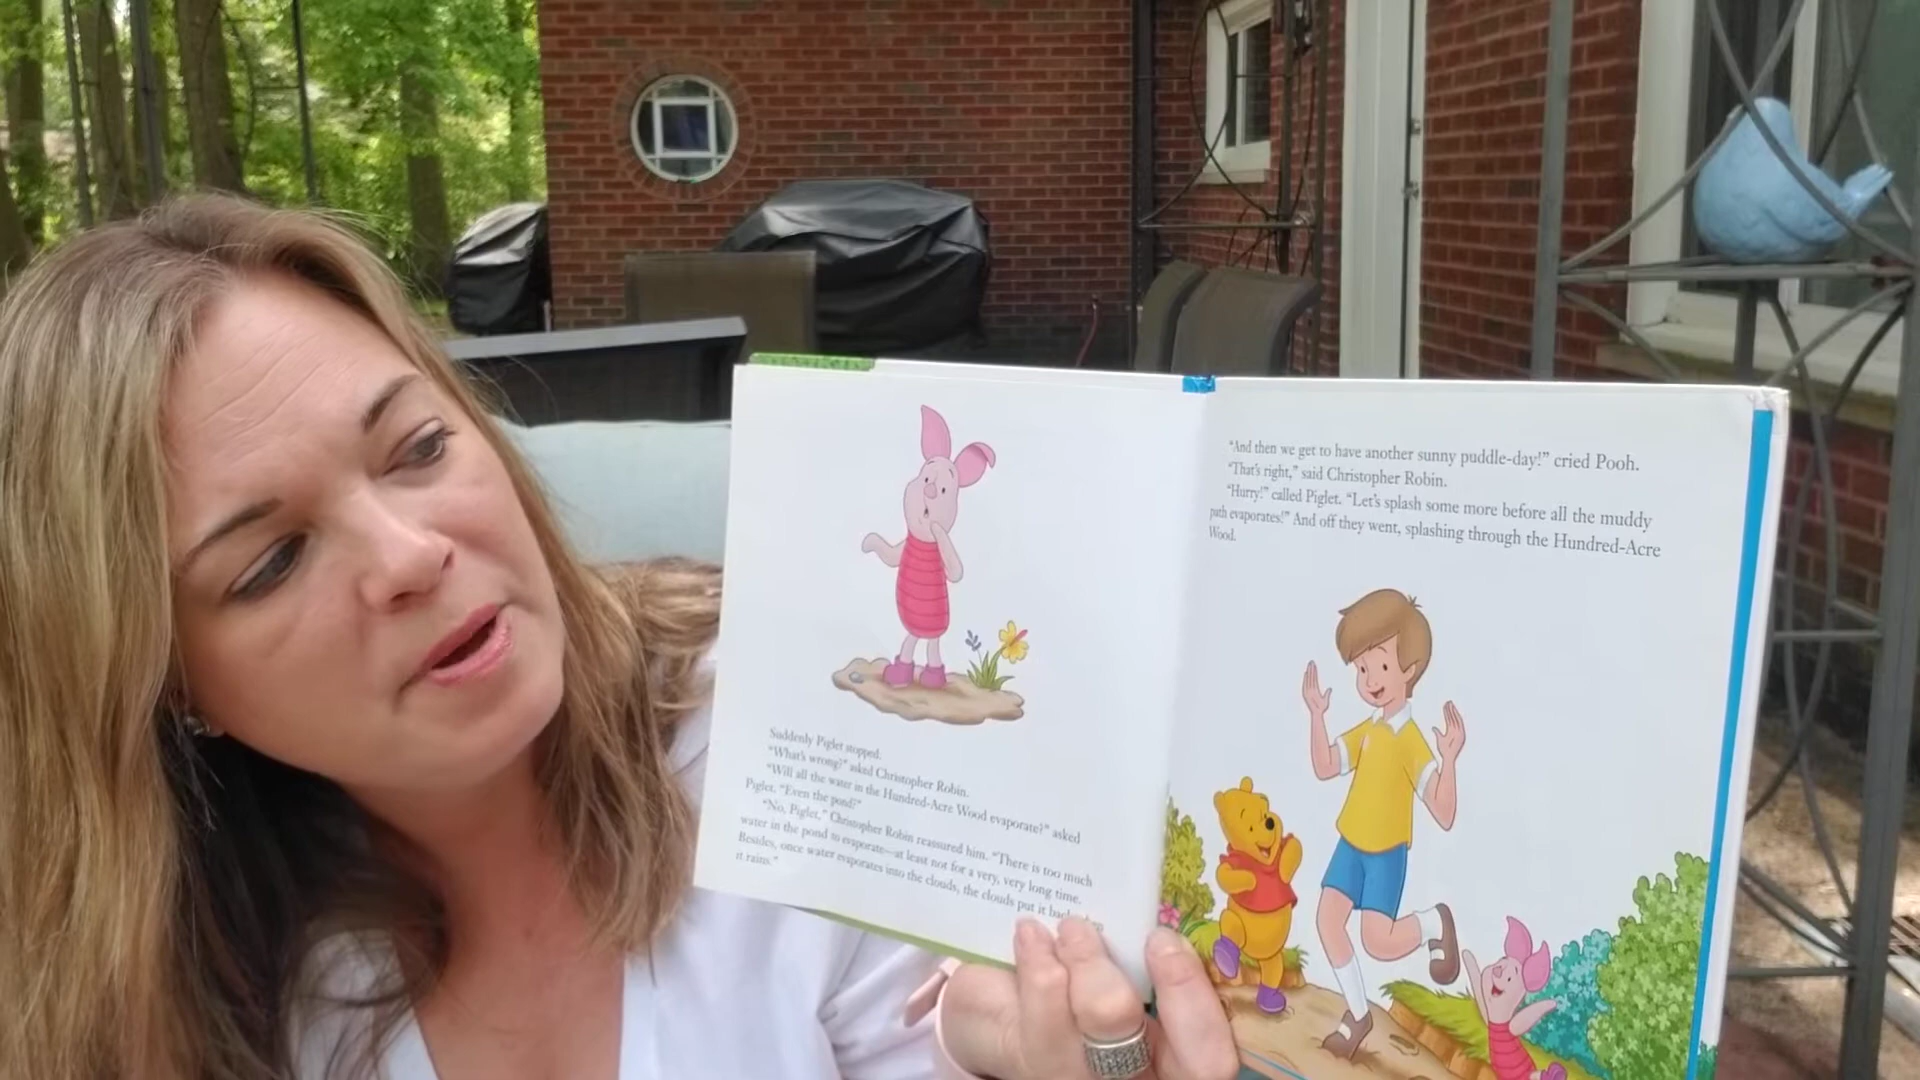 Suddenly Piglet stopped.
"What's wrong?" asked Christopher Robin.
"Will all the water in the Hundred-Acre Wood evaporate?" asked
Piglet. "Even the pond?"
"No, Piglet," Christopher Robin reassured him. "There is too much
water in the pond to evaporate—at least not for a very, very long time.
Besides, once water evaporates into the clouds, the clouds put it back
it rains."
"And then we get to have another sunny puddle-day!" cried Pooh.
"That's right," said Christopher Robin.
"Hurry!" called Piglet. "Let's splash some more before all the muddy
path evaporates!" And off they went, splashing through the Hundred-Acre
Wood.